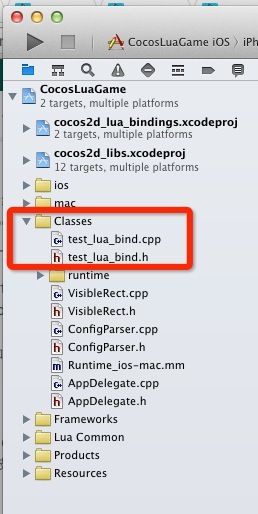 CocosLuaGame iOS
iPh
CocosLuaGame
2 targets, multiple platforms
cocos2d_lua_bindings.xcodeproj
2 targets, multiple platforms
cocos2d_libs.xcodeproj
12 targets, multiple platforms
ios
mac
Classes
test_lua_bind.cpp
test_lua_bind.h
runtime
VisibleRect.cpp
VisibleRect.h
ConfigParser.cpp
ConfigParser.h
Runtime_ios-mac.mm
AppDelegate.cpp
AppDelegate.h
Frameworks
Lua Common
Products
Resources